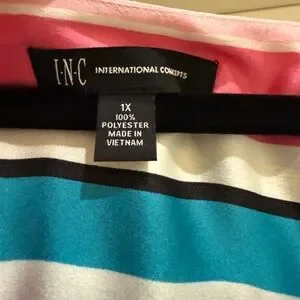 I·N·C INTERNATIONAL CONCEPTS
1X
100%
POLYESTER
MADE IN
VIETNAM